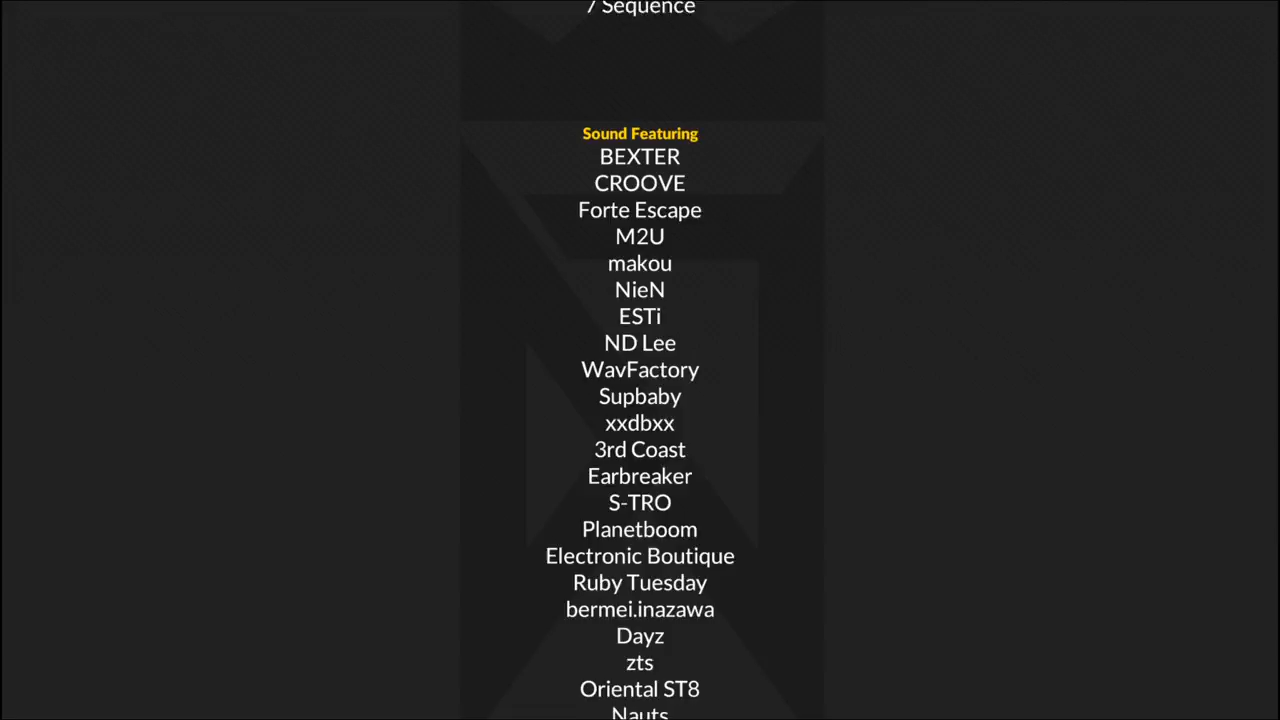 7 Sequence
Sound Featuring
BEXTER
CROOVE
Forte Escape
M2U
makou
NieN
ESTi
ND Lee
WavFactory
Supbaby
xxdbxx
3rd Coast
Earbreaker
S-TRO
Planetboom
Electronic Boutique
Ruby Tuesday
bermei.inazawa
Dayz
zts
Oriental ST8
Nauts